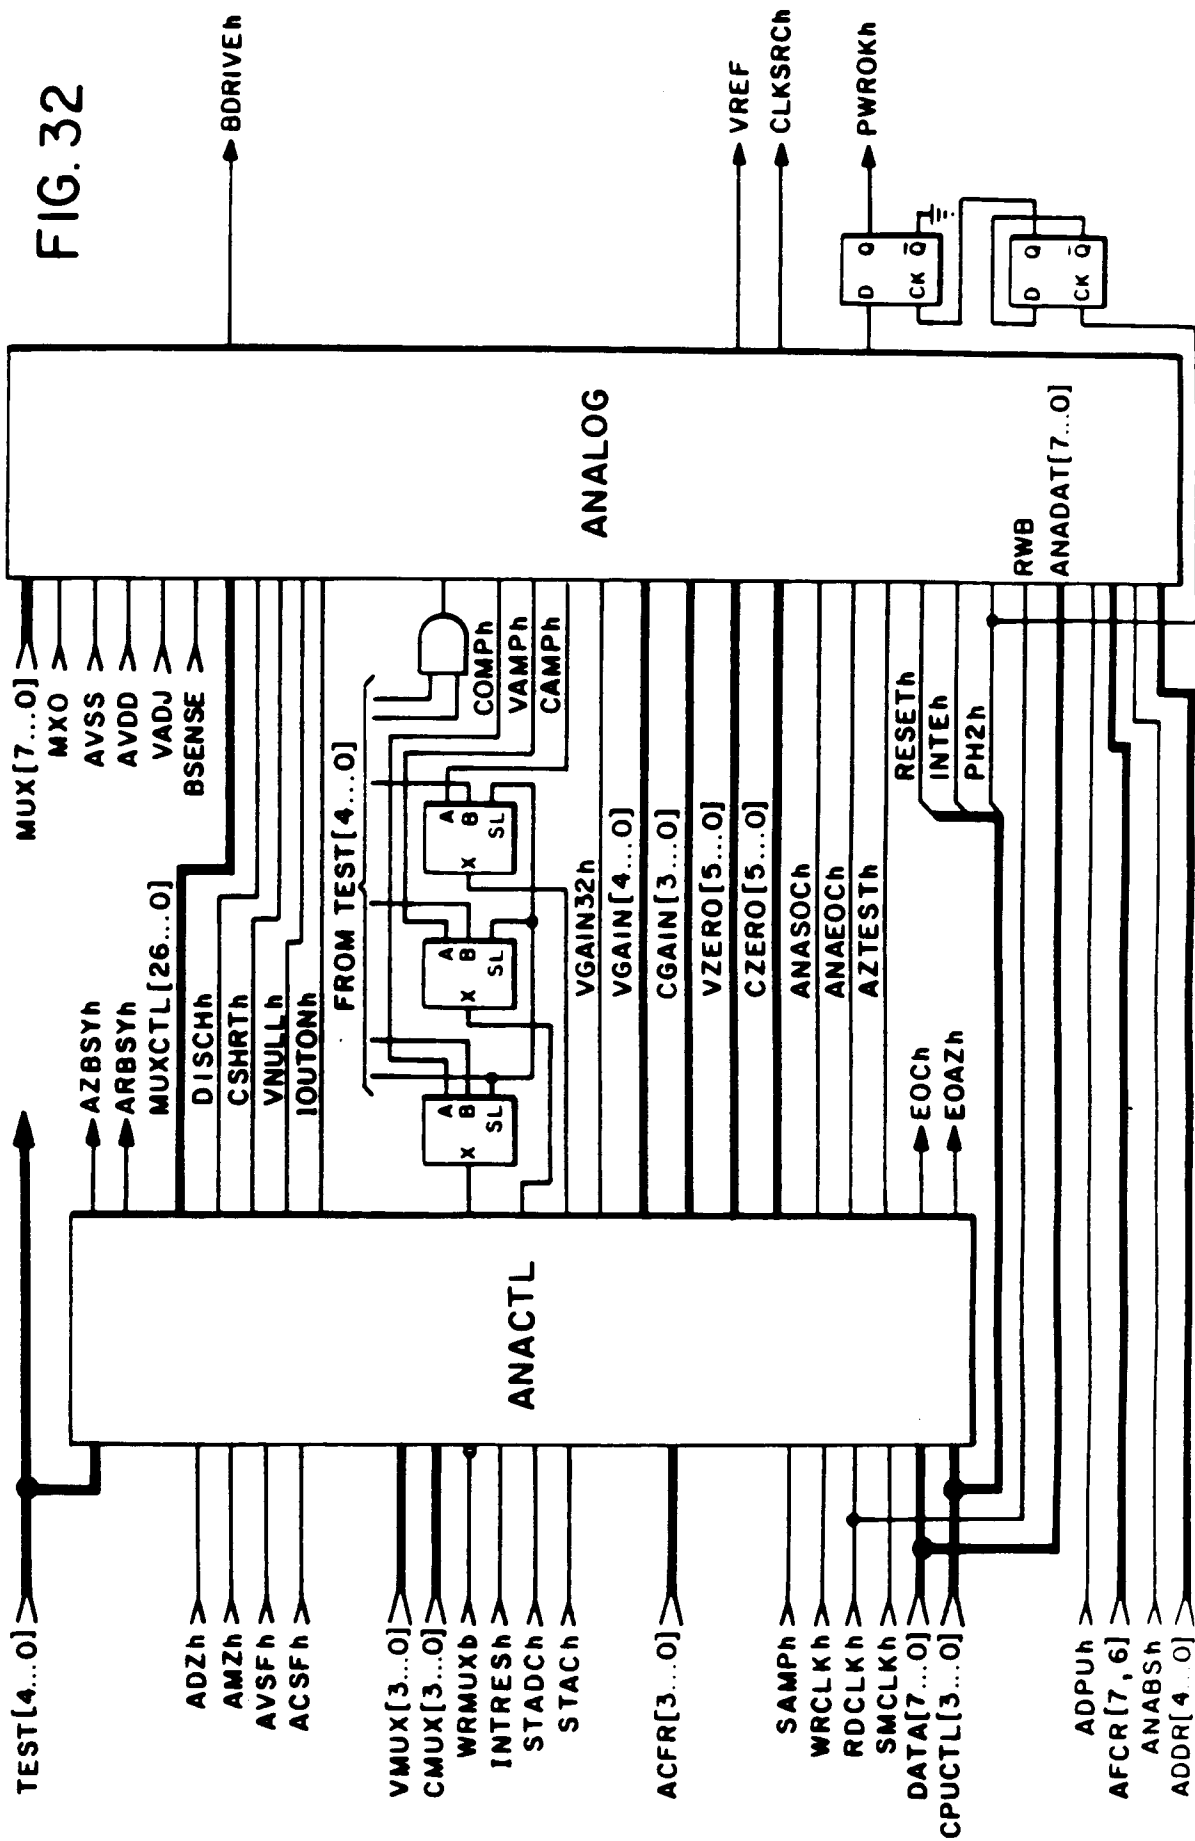 FIG. 32
TEST[4...0]
ADZh
AMZh
AVSFh
ACSFh
VMUX[3...0]
CMUX[3...0]
WRMUXb
INTRESh
STADCh
STACh
ACFR[3...0]
SAMPh
WRCLKh
RDCLKh
SMCLKh
DATA[7...0]
CPUCTL[3...0]
ADPUh
AFCR[7,6]
ANABSh
ADDR[4...0]
ANACTL
AZBSYh
ARBSYh
MUXCTL[26...0]
DISCHh
CSHRTh
VNULLh
IOUTONh
FROM TEST[4...0]
A
B
X
SL
A
B
X
SL
A
B
X
SL
COMPh
VAMPh
CAMPh
VGAIN32h
VGAIN[4...0]
CGAIN[3...0]
VZERO[5...0]
CZERO[5...0]
ANASOCh
ANAEOCh
AZTESTh
EOCh
EOAZh
RESETh
INTEh
PH2h
MUX[7...0]
MXO
AVSS
AVDD
VADJ
BSENSE
ANALOG
RWB
ANADAT[7...0]
BDRIVEh
VREF
CLKSRCh
PWROKh
D Q
CK Q̅
D Q
CK Q̅